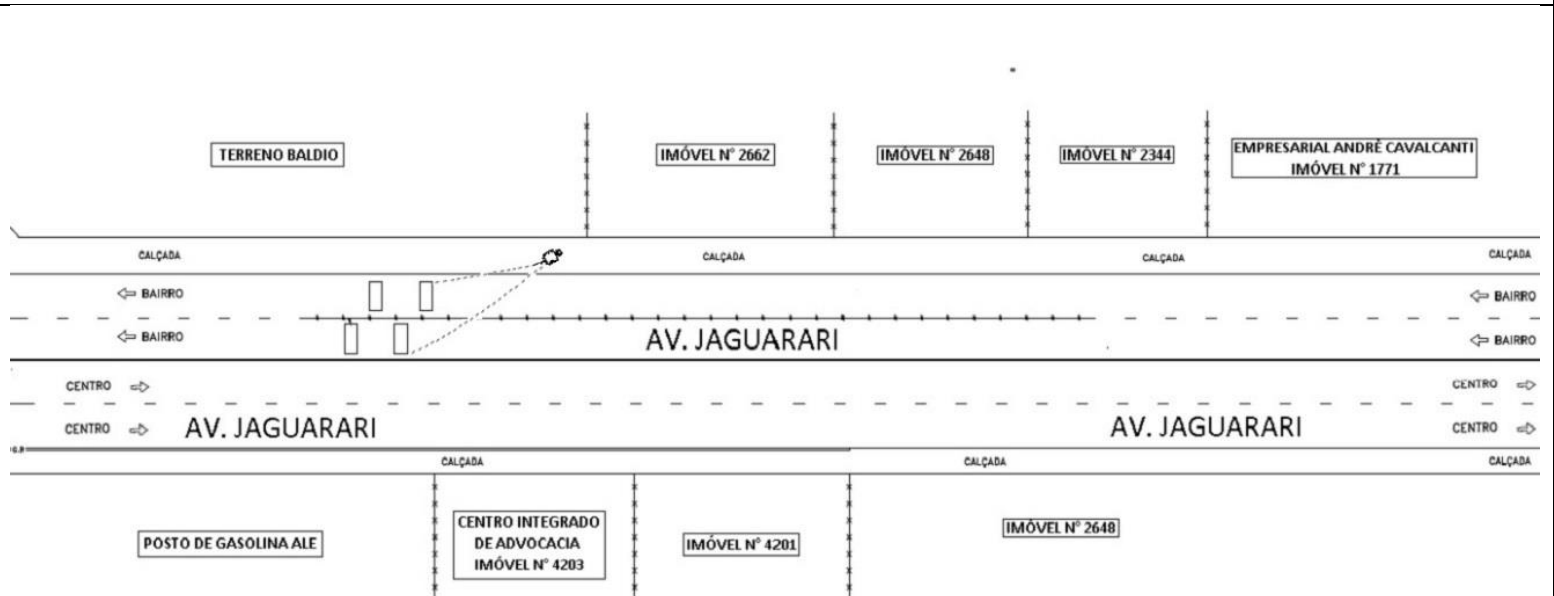 TERRENO BALDIO
IMÓVEL N° 2662
IMÓVEL N° 2648
IMÓVEL N° 2344
EMPRESARIAL ANDRÊ CAVALCANTI
IMÓVEL N° 1771
CALÇADA
CALÇADA
CALÇADA
CALÇADA
BAIRRO
BAIRRO
BAIRRO
AV. JAGUARARI
BAIRRO
CENTRO
CENTRO
CENTRO
AV. JAGUARARI
AV. JAGUARARI
CENTRO
CALÇADA
CALÇADA
CALÇADA
POSTO DE GASOLINA ALE
CENTRO INTEGRADO
DE ADVOCACIA
IMÓVEL N° 4203
IMÓVEL N° 4201
IMÓVEL N° 2648